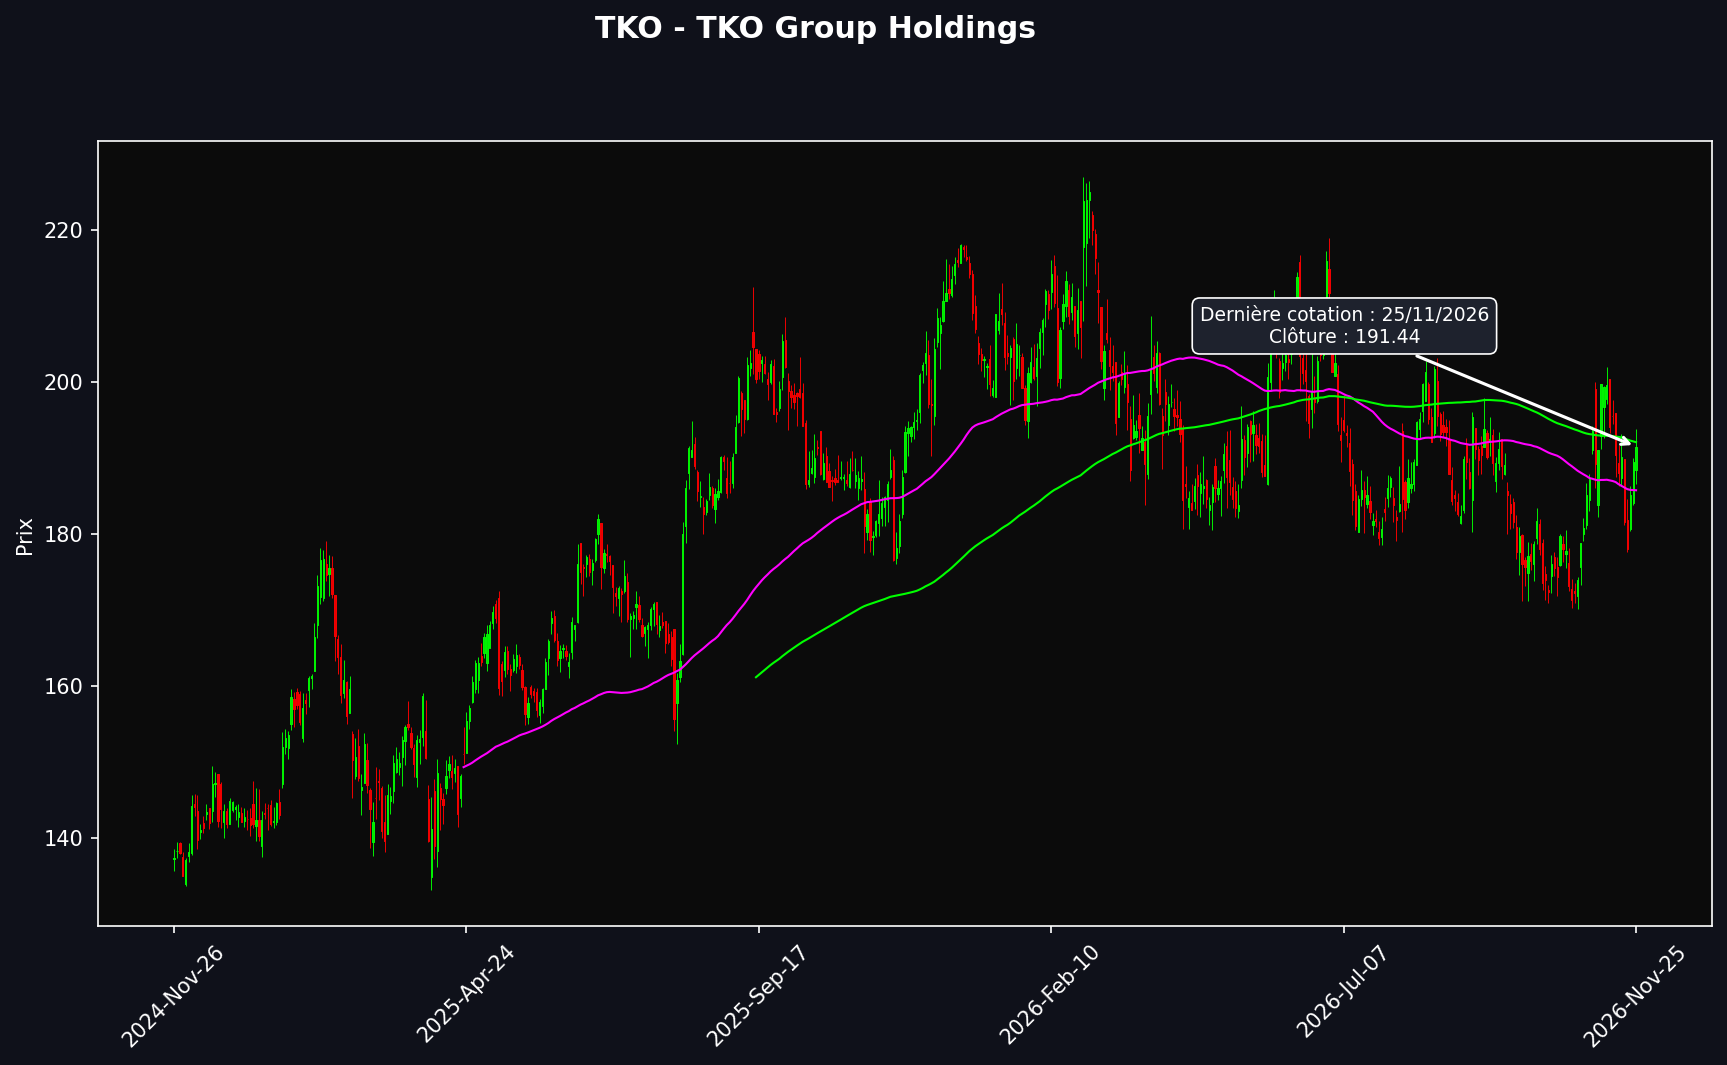 TKO - TKO Group Holdings
Prix
220
200
180
160
140
Dernière cotation : 25/11/2026
Clôture : 191.44
2024-Nov-26
2025-Apr-24
2025-Sep-17
2026-Feb-10
2026-Jul-07
2026-Nov-25